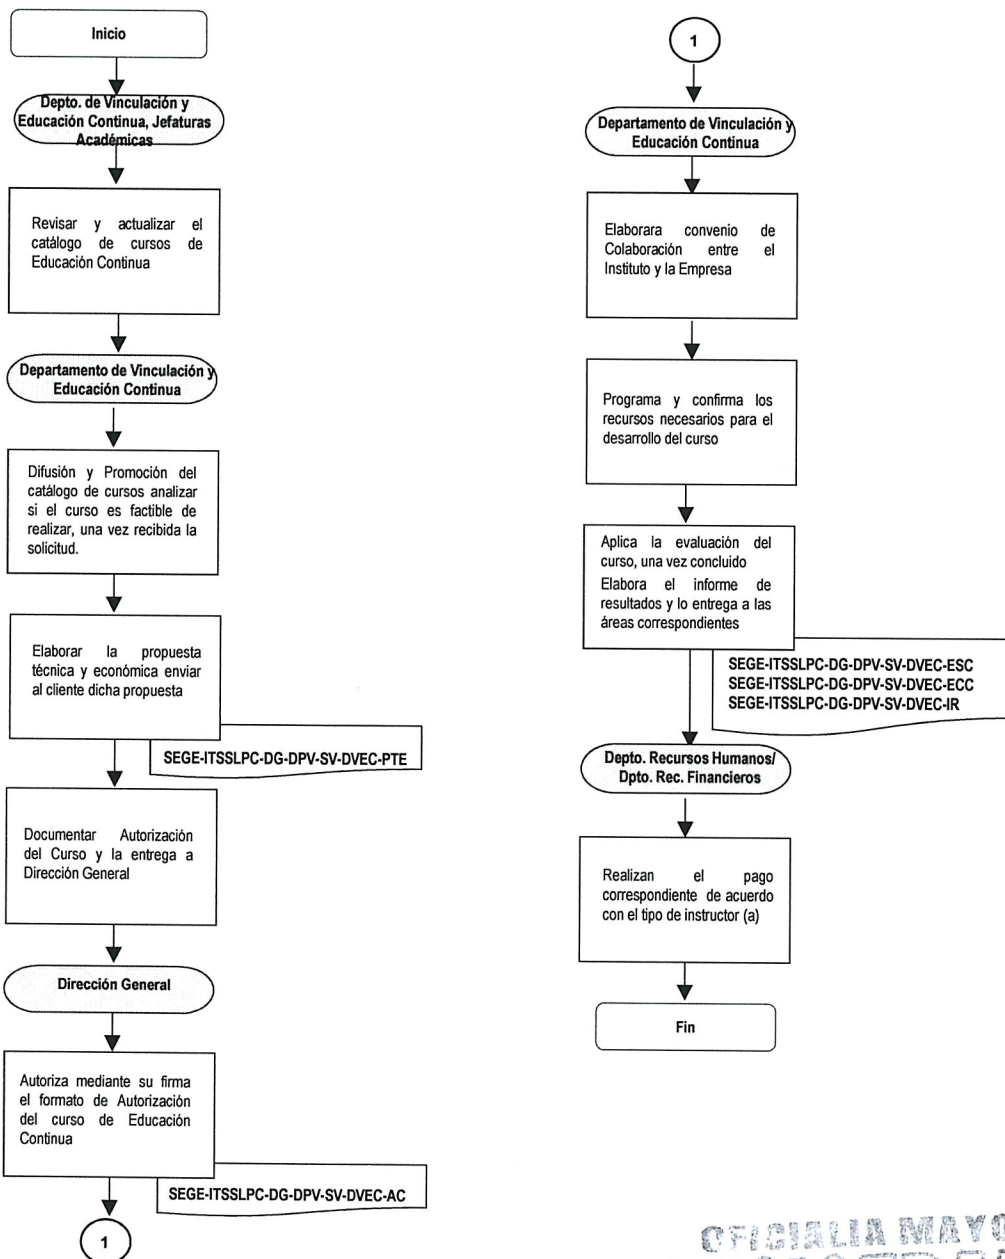 Inicio
Depto. de Vinculación y
Educación Continua, Jefaturas
Académicas
Revisar y actualizar el
catálogo de cursos de
Educación Continua
Departamento de Vinculación y
Educación Continua
Difusión y Promoción del
catálogo de cursos analizar
si el curso es factible de
realizar, una vez recibida la
solicitud.
Elaborar la propuesta
técnica y económica enviar
al cliente dicha propuesta
SEGE-ITSSLPC-DG-DPV-SV-DVEC-PTE
Documentar Autorización
del Curso y la entrega a
Dirección General
Dirección General
Autoriza mediante su firma
el formato de Autorización
del curso de Educación
Continua
SEGE-ITSSLPC-DG-DPV-SV-DVEC-AC
1
1
Departamento de Vinculación y
Educación Continua
Elaborara convenio de
Colaboración entre el
Instituto y la Empresa
Programa y confirma los
recursos necesarios para el
desarrollo del curso
Aplica la evaluación del
curso, una vez concluido
Elabora el informe de
resultados y lo entrega a las
áreas correspondientes
SEGE-ITSSLPC-DG-DPV-SV-DVEC-ESC
SEGE-ITSSLPC-DG-DPV-SV-DVEC-ECC
SEGE-ITSSLPC-DG-DPV-SV-DVEC-IR
Depto. Recursos Humanos/
Dpto. Rec. Financieros
Realizan el pago
correspondiente de acuerdo
con el tipo de instructor (a)
Fin
OFICIALIA MAYO